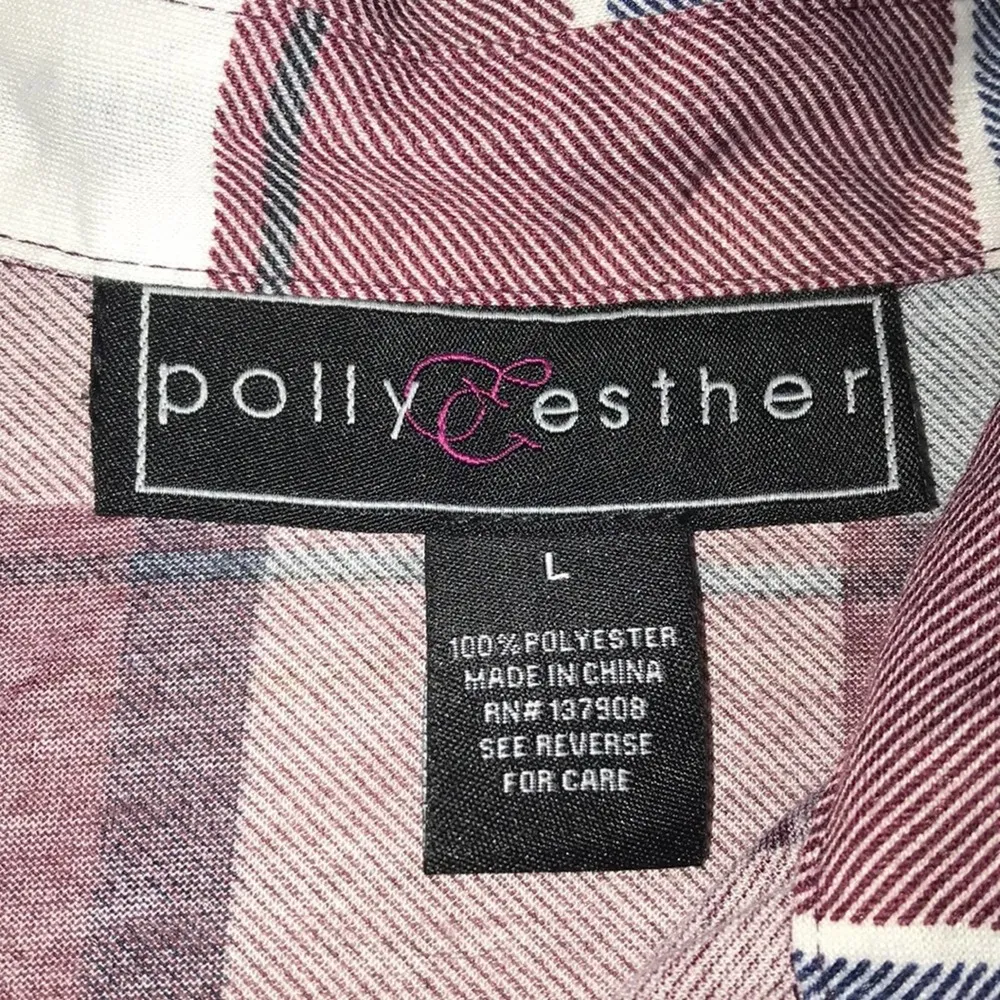 polly & esther
L
100% POLYESTER
MADE IN CHINA
RN# 137908
SEE REVERSE
FOR CARE